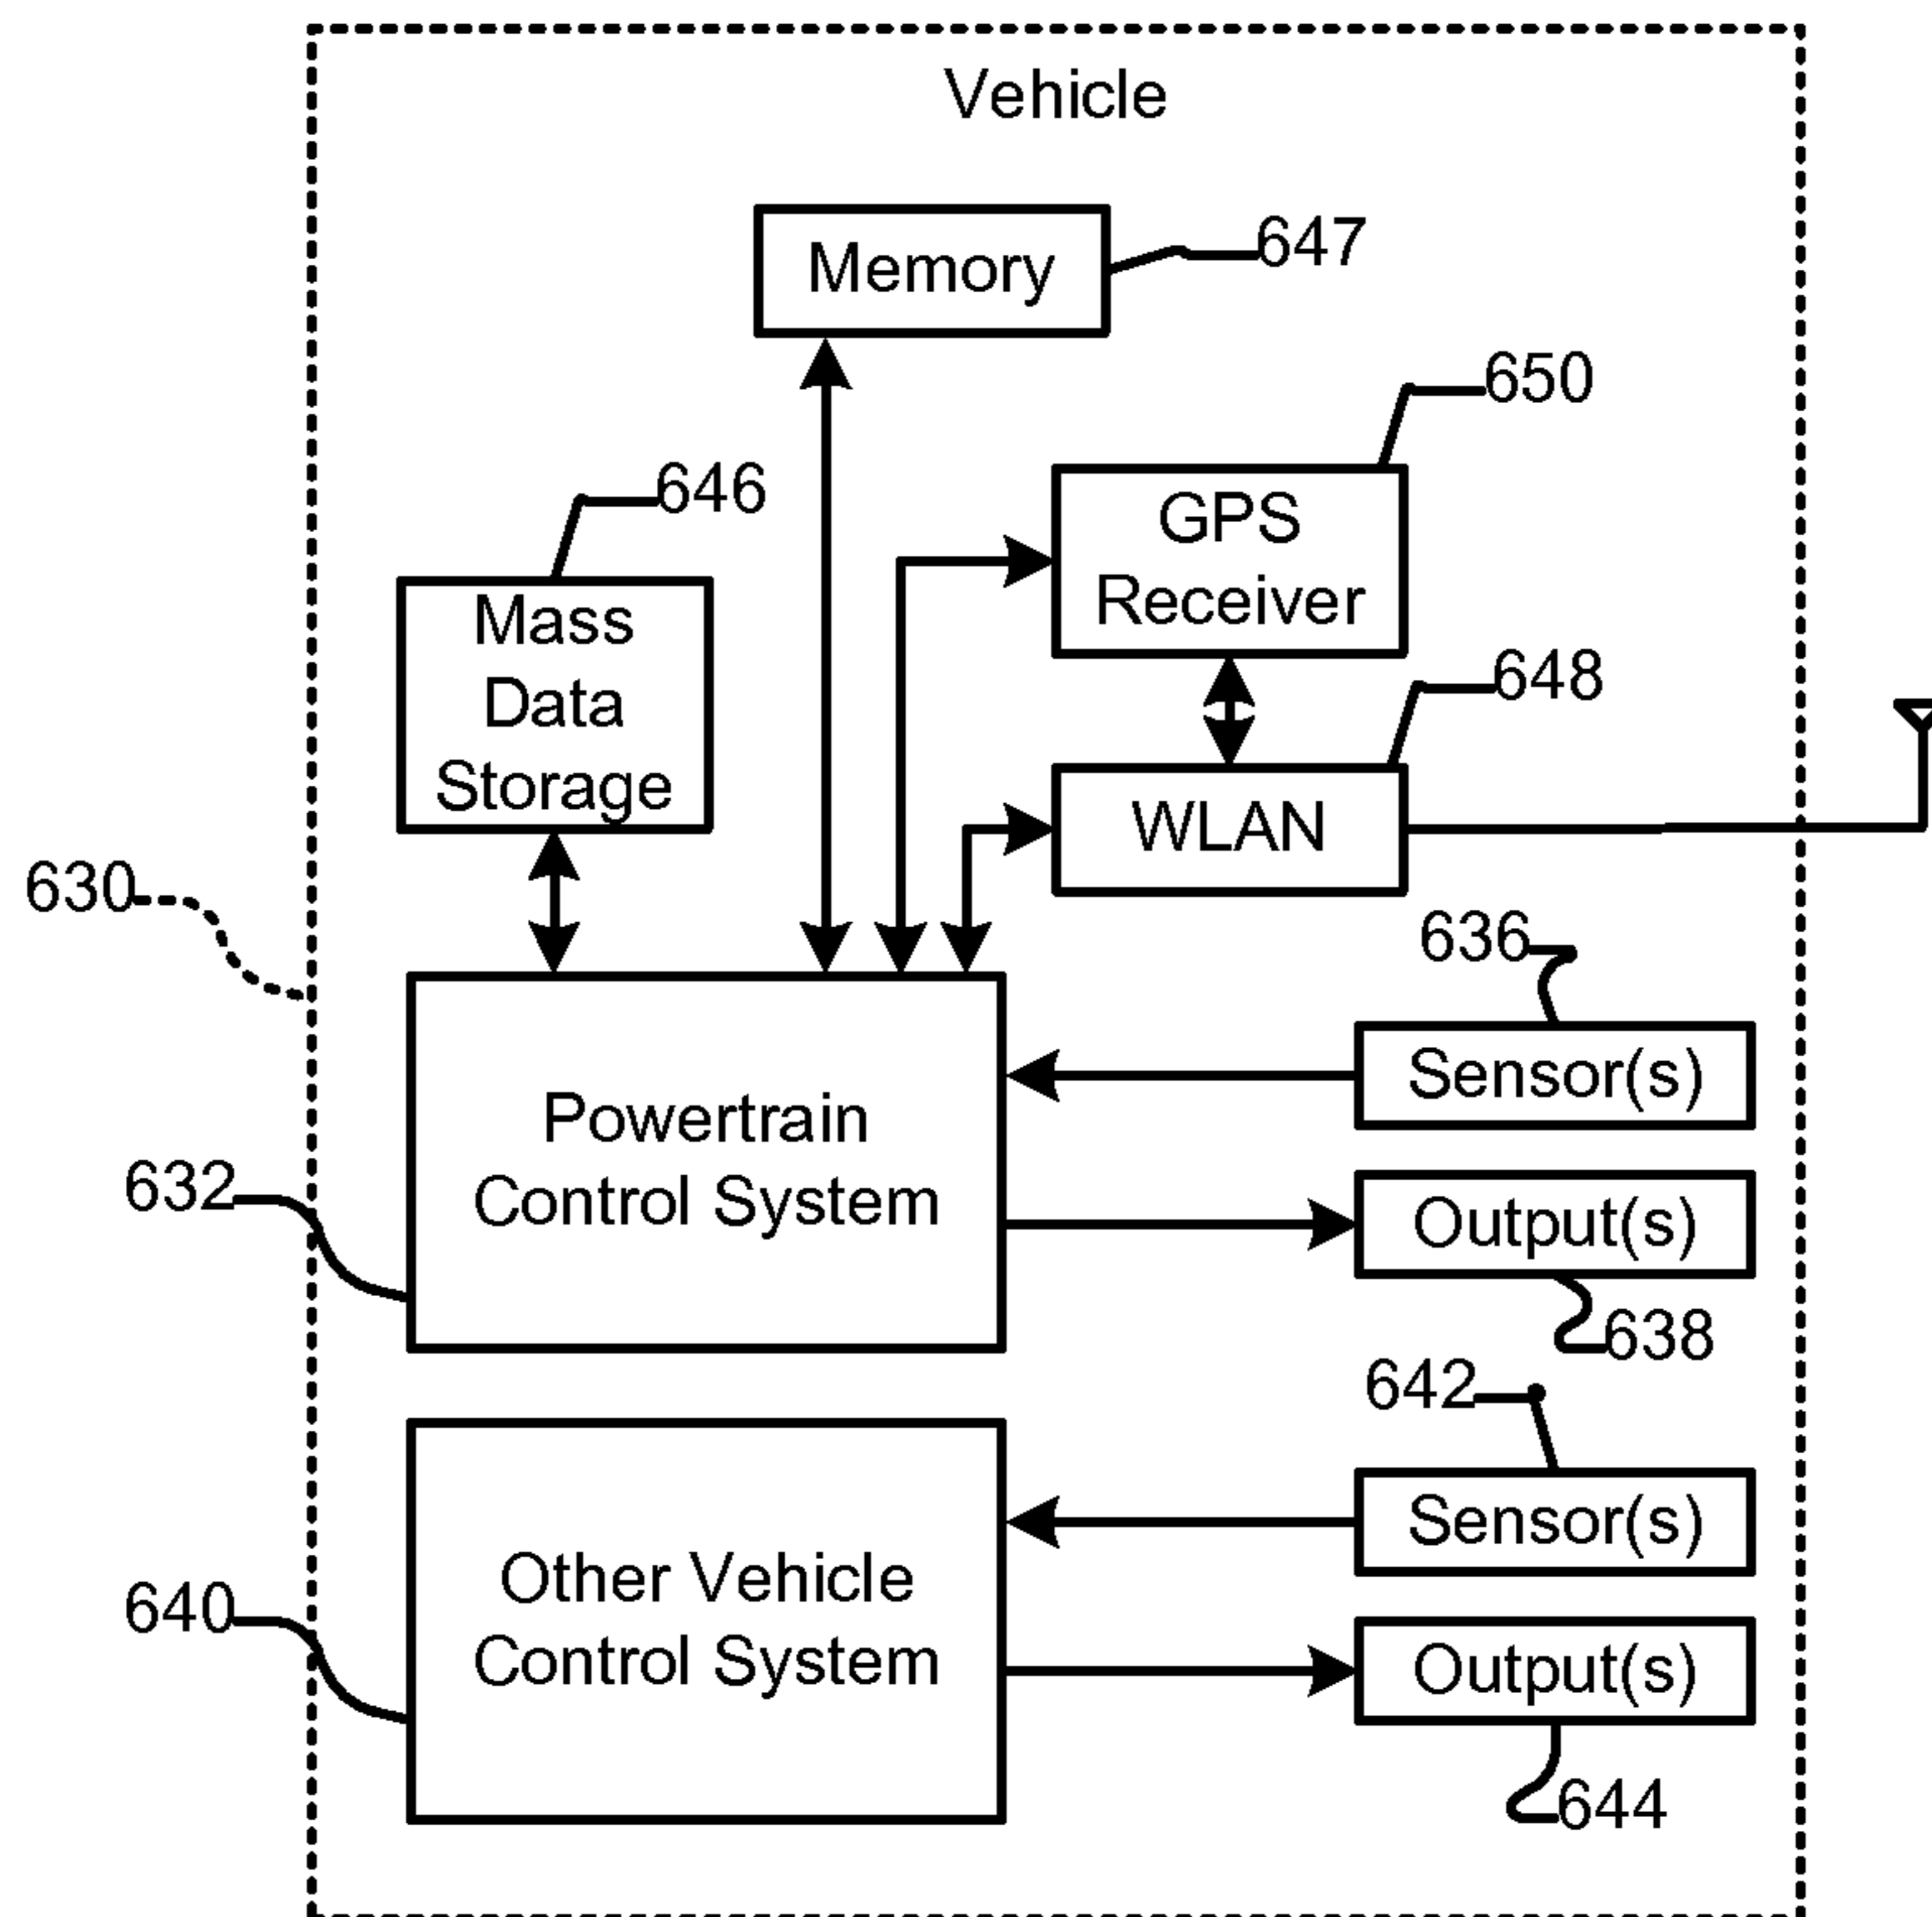 Vehicle
Memory
647
650
GPS
Receiver
646
Mass
Data
Storage
648
WLAN
630
636
Sensor(s)
Powertrain
Control System
632
Output(s)
638
642
Sensor(s)
Other Vehicle
Control System
640
Output(s)
644